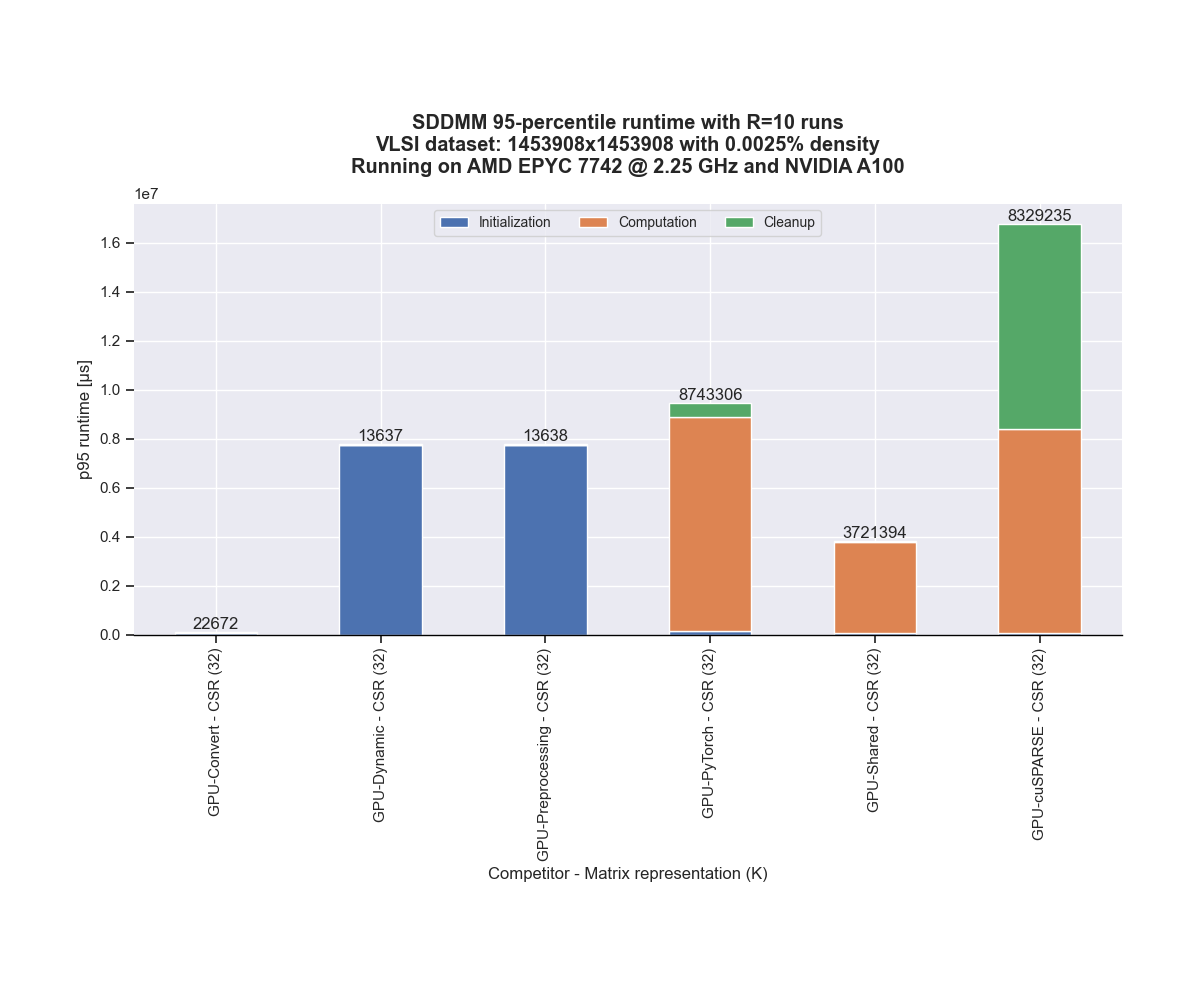 SDDMM 95-percentile runtime with R=10 runs
VLSI dataset: 1453908x1453908 with 0.0025% density
Running on AMD EPYC 7742 @ 2.25 GHz and NVIDIA A100
1e7
Initialization
Computation
Cleanup
p95 runtime [µs]
1.6
1.4
1.2
1.0
0.8
0.6
0.4
0.2
0.0
22672
13637
13638
8743306
3721394
8329235
GPU-Convert - CSR (32)
GPU-Dynamic - CSR (32)
GPU-Preprocessing - CSR (32)
GPU-PyTorch - CSR (32)
GPU-Shared - CSR (32)
GPU-cuSPARSE - CSR (32)
Competitor - Matrix representation (K)